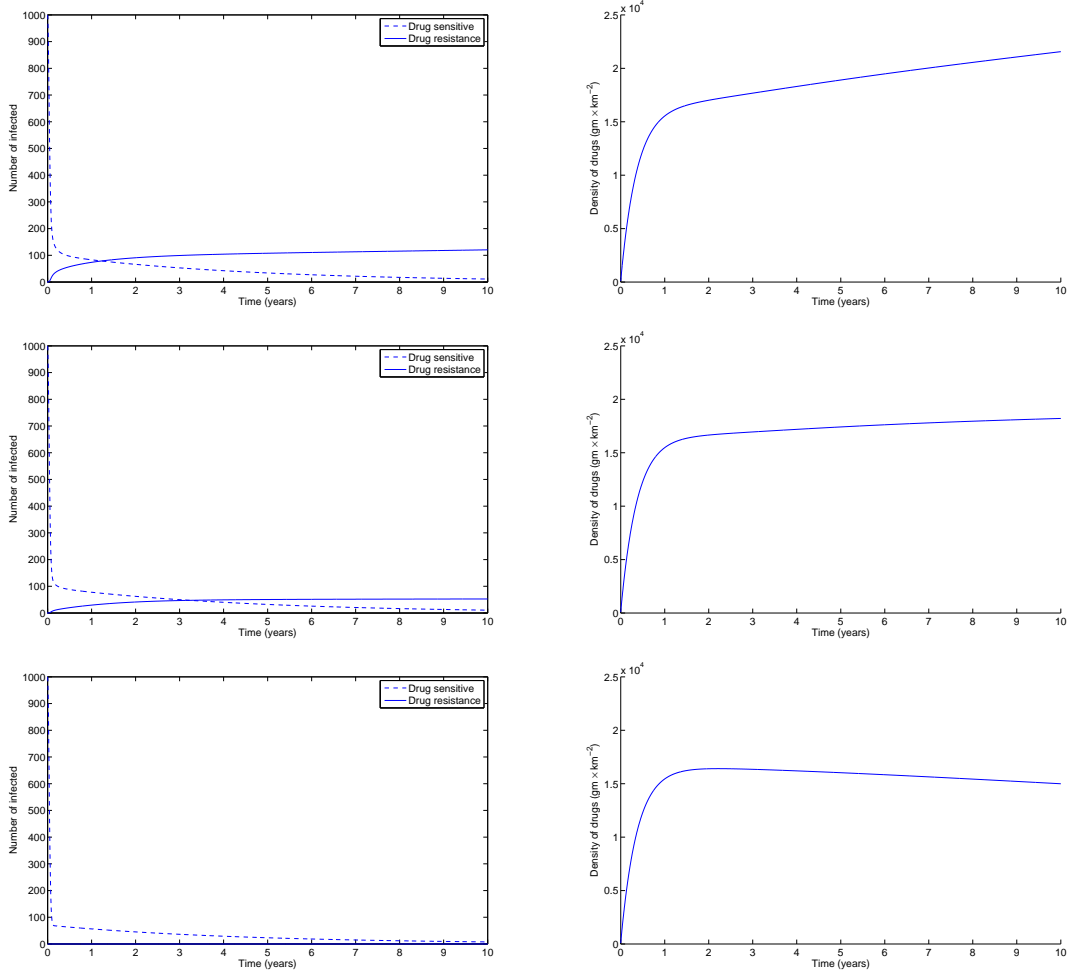 1000
900
800
700
600
500
400
300
200
100
0
Number of infected
Drug sensitive
Drug resistance
0 1 2 3 4 5 6 7 8 9 10
Time (years)
x 10^4
2.5
2
1.5
1
0.5
0
Density of drugs (gm × km^−2)
0 1 2 3 4 5 6 7 8 9 10
Time (years)
1000
900
800
700
600
500
400
300
200
100
0
Number of infected
Drug sensitive
Drug resistance
0 1 2 3 4 5 6 7 8 9 10
Time (years)
x 10^4
2.5
2
1.5
1
0.5
0
Density of drugs (gm × km^−2)
0 1 2 3 4 5 6 7 8 9 10
Time (years)
1000
900
800
700
600
500
400
300
200
100
0
Number of infected
Drug sensitive
Drug resistance
0 1 2 3 4 5 6 7 8 9 10
Time (years)
x 10^4
2.5
2
1.5
1
0.5
0
Density of drugs (gm × km^−2)
0 1 2 3 4 5 6 7 8 9 10
Time (years)